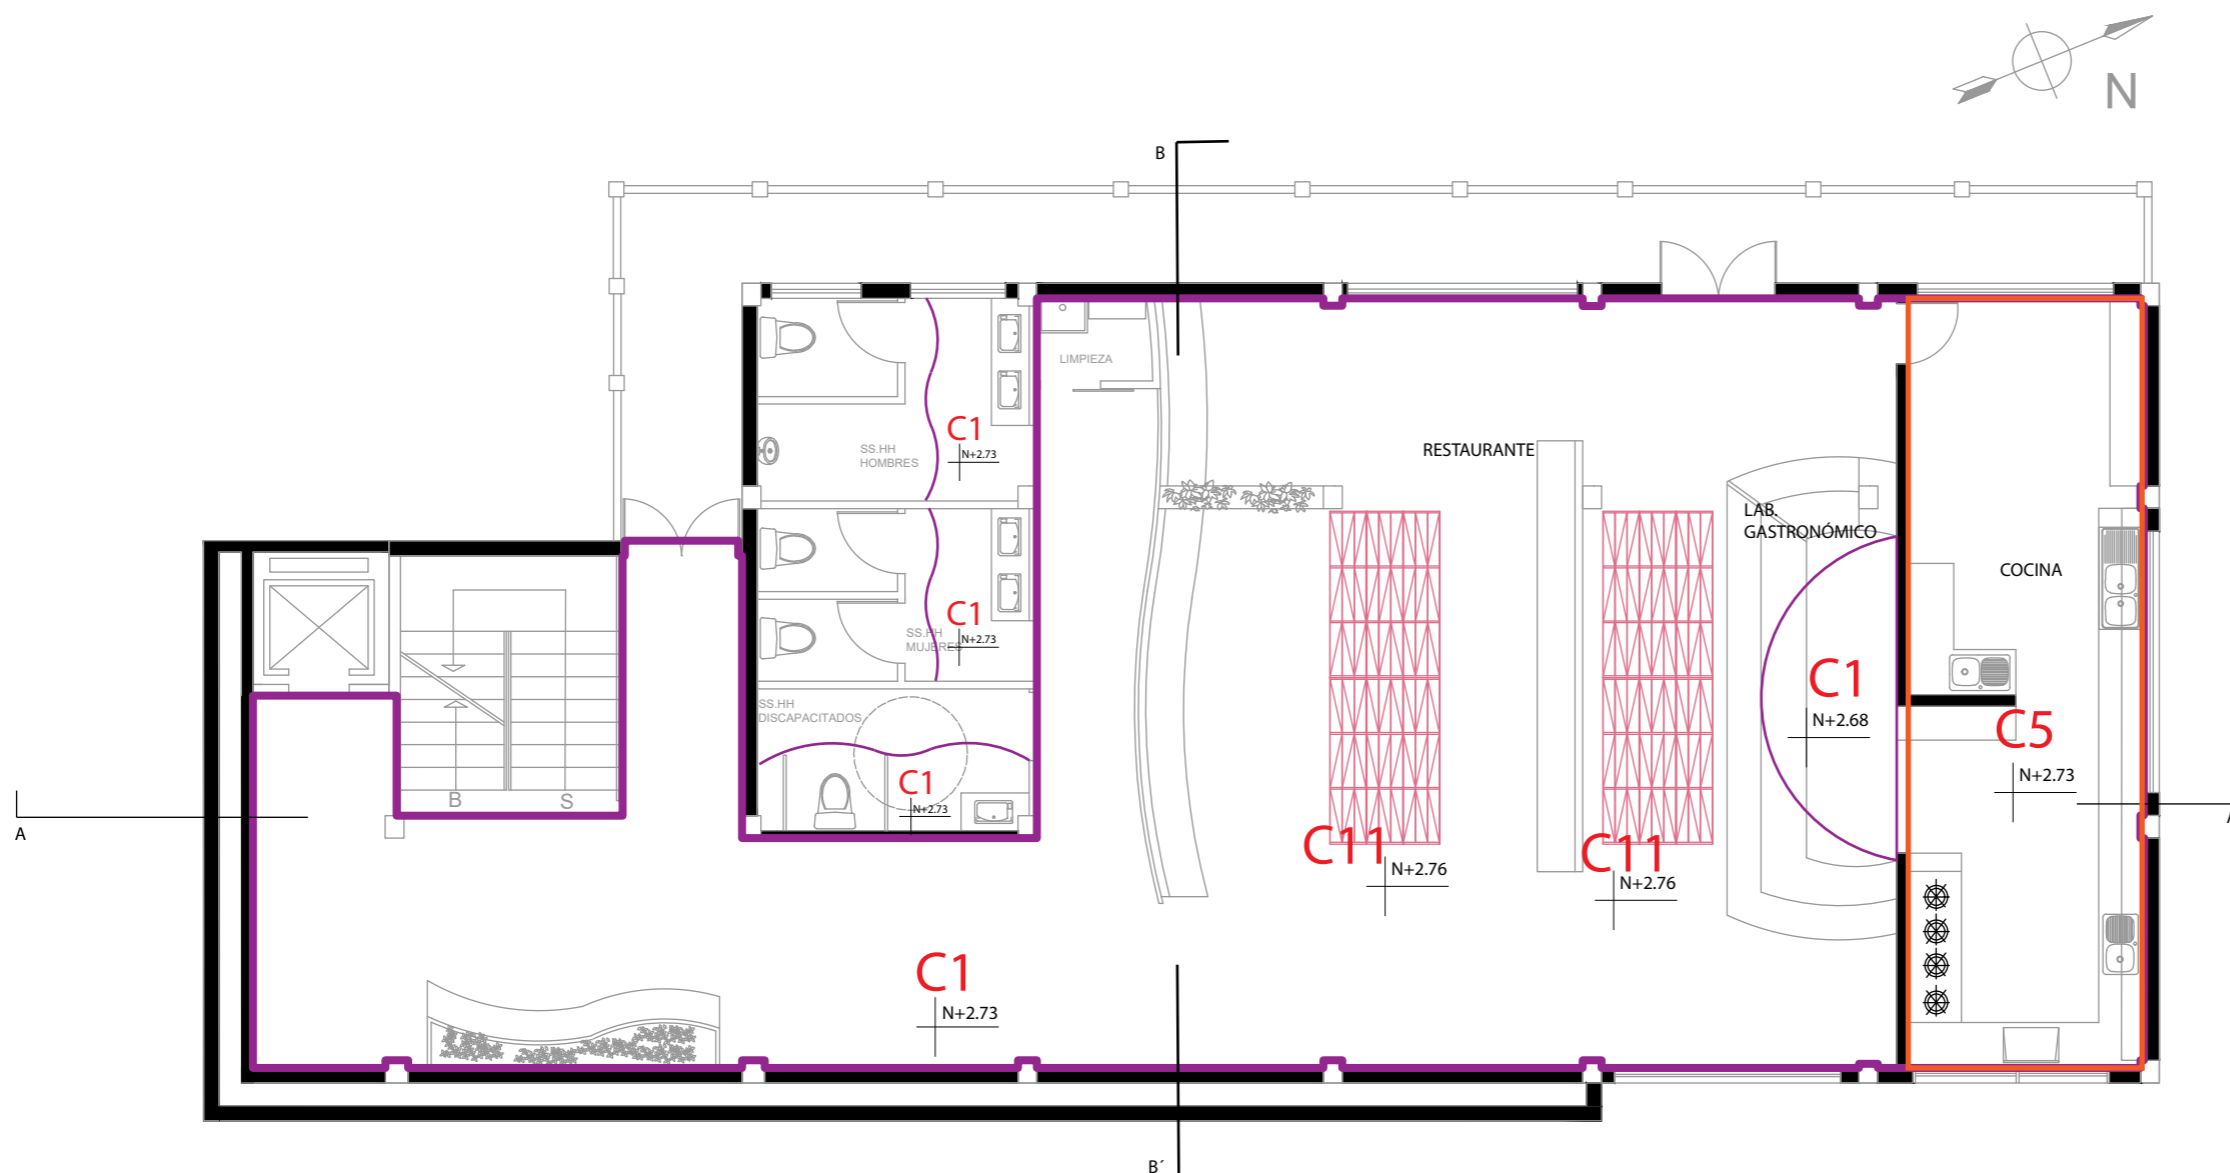 N
B
LIMPIEZA
C1
N+2.73
SS.HH
HOMBRES
RESTAURANTE
LAB.
GASTRONÓMICO
COCINA
C1
N+2.73
SS.HH
MUJERES
C1
N+2.68
SS.HH
DISCAPACITADOS
C5
N+2.73
C1
N+2.73
B
S
A
C11
N+2.76
C11
N+2.76
C1
N+2.73
B´